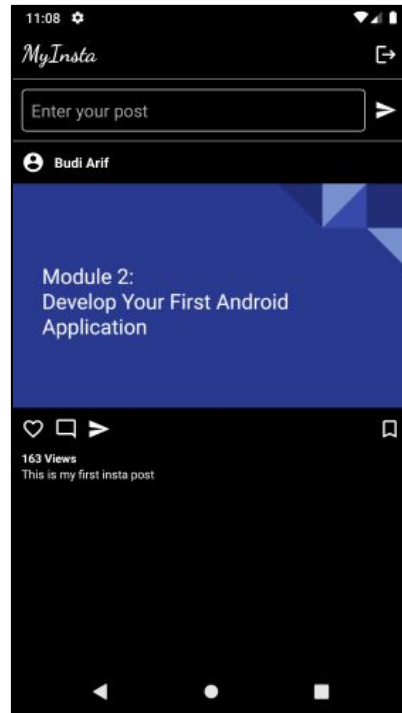 11:08
MyInsta
Enter your post
Budi Arif
Module 2:
Develop Your First Android
Application
163 Views
This is my first insta post